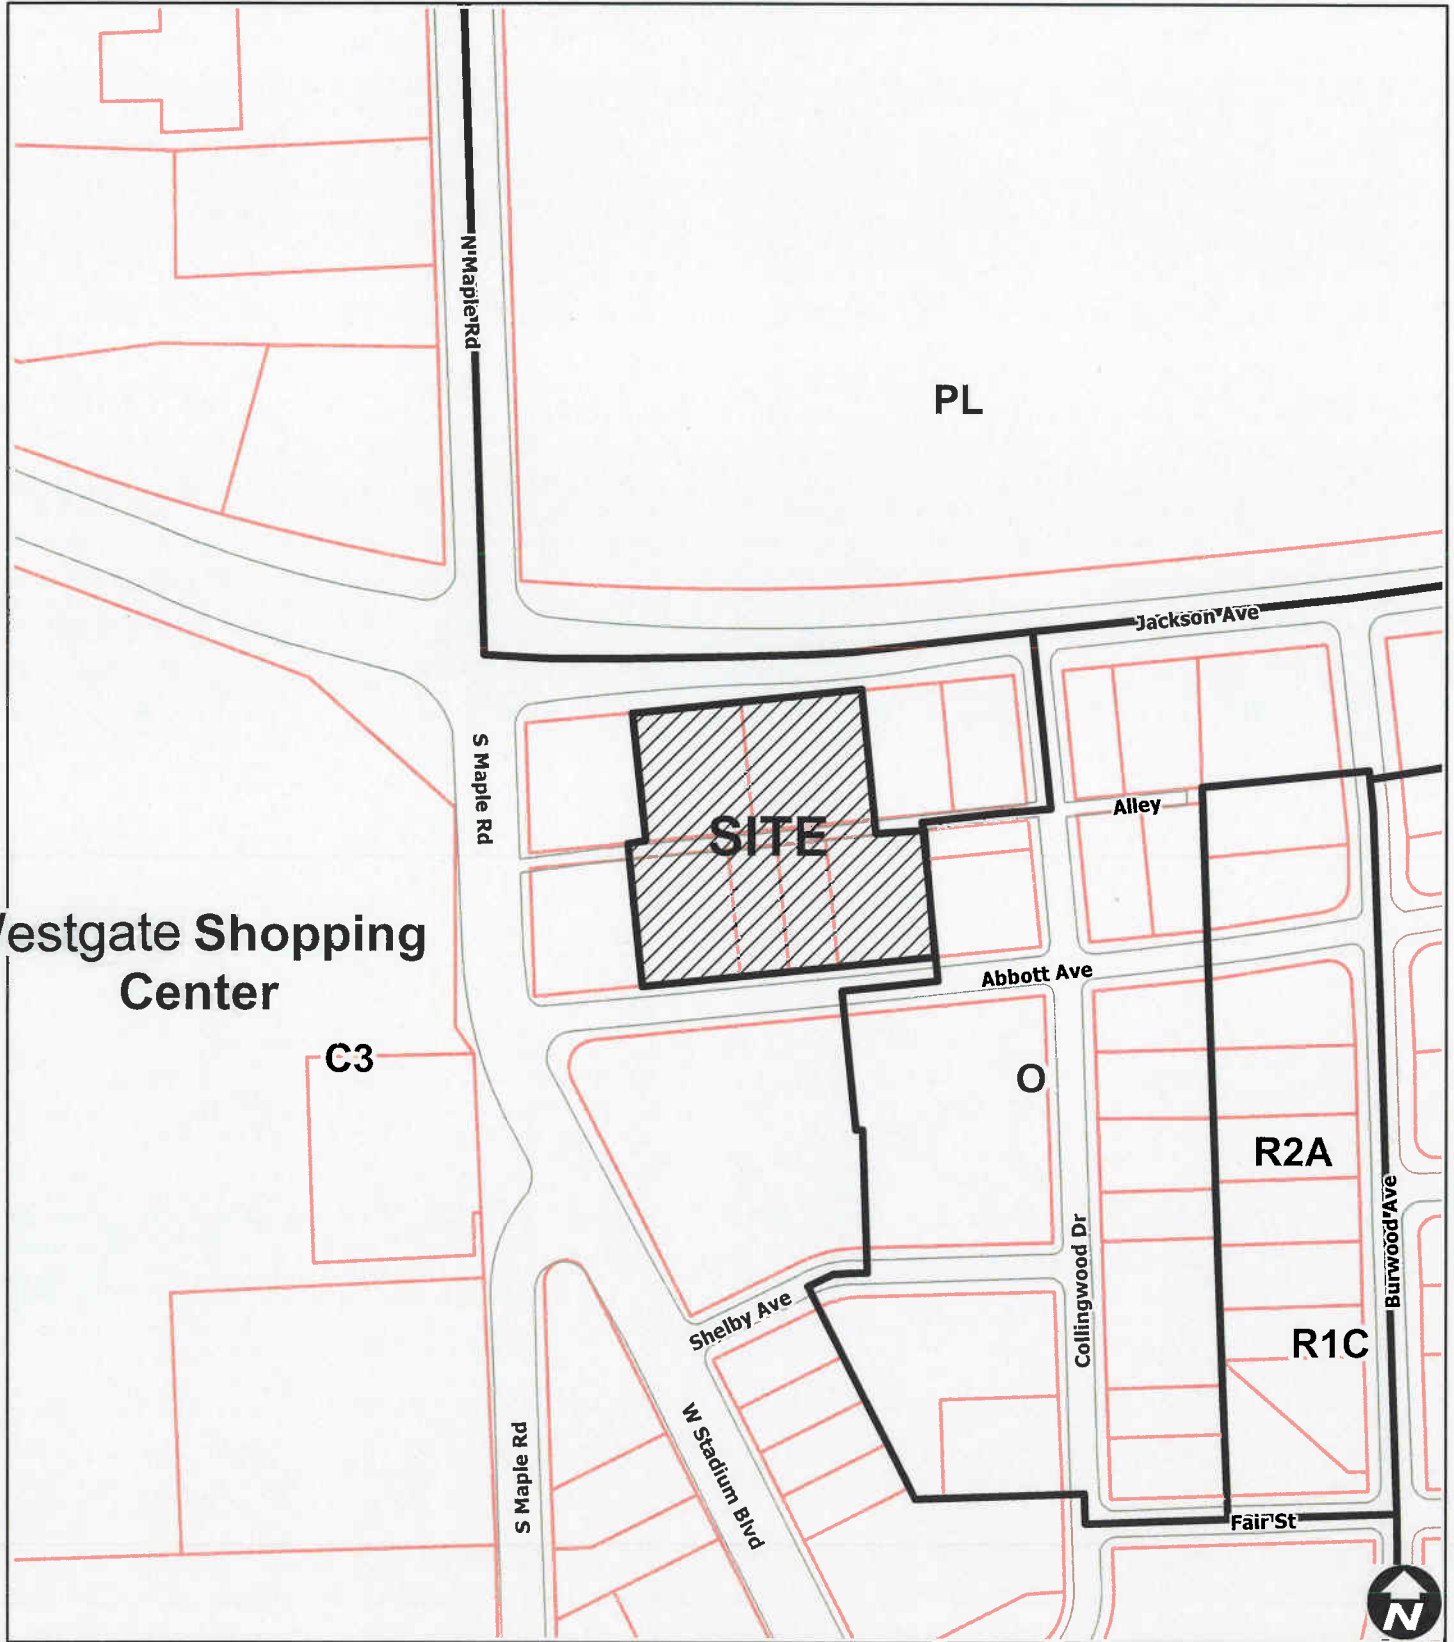 N Maple Rd
PL
Jackson Ave
S Maple Rd
SITE
Alley
estgate Shopping
Center
Abbott Ave
C3
O
R2A
Burwood Ave
Collingwood Dr
Shelby Ave
R1C
W Stadium Blvd
S Maple Rd
Fair St
N